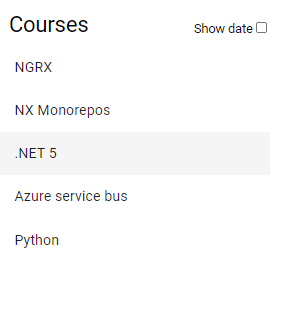 Courses
Show date
NGRX
NX Monorepos
.NET 5
Azure service bus
Python